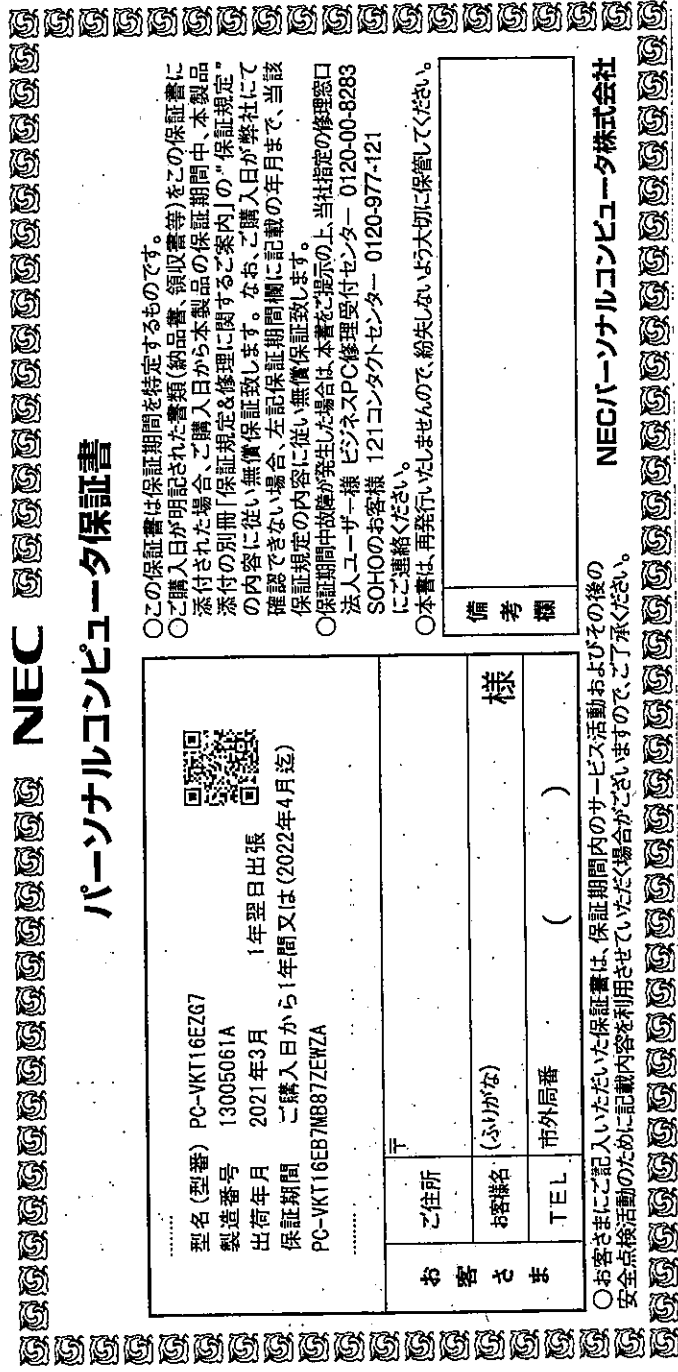 NEC
パーソナルコンピュータ保証書
型名(型番) PC-VKT16EZG7
製造番号 13005061A
出荷年月 2021年3月 1年翌日出張
保証期間 ご購入日から1年間又は(2022年4月迄)
PC-VKT16EB7MB87ZEWZA
お客さま
ご住所 〒
お客様名 (ふりがな) 様
TEL 市外局番 ( )
○この保証書は保証期間を特定するものです。
○ご購入日が明記された書類(納品書、領収書等)をこの保証書に
添付された場合、ご購入日から本製品の保証期間中、本製品
添付の別冊「保証規定&修理に関するご案内」の"保証規定"
の内容に従い無償保証致します。なお、ご購入日が弊社にて
確認できない場合、左記保証期間欄に記載の年月まで、当該
保証規定の内容に従い無償保証致します。
○保証期間中故障が発生した場合は、本書をご提示の上、当社指定の修理窓口
法人ユーザー様 ビジネスPC修理受付センター 0120-00-8283
SOHOのお客様 121コンタクトセンター 0120-977-121
にご連絡ください。
○本書は、再発行いたしませんので、紛失しないよう大切に保管してください。
備考欄
○お客さまにご記入いただいた保証書は、保証期間内のサービス活動およびその後の
安全点検活動のために記載内容を利用させていただく場合がございますので、ご了承ください。
NECパーソナルコンピュータ株式会社